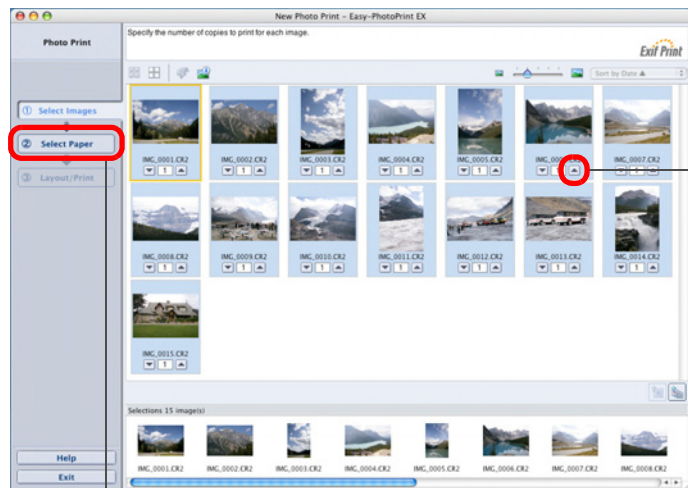 New Photo Print – Easy-PhotoPrint EX
Photo Print
Specify the number of copies to print for each image.
Exif Print
Sort by Date
1 Select Images
2 Select Paper
3 Layout/Print
IMG_0001.CR2 IMG_0002.CR2 IMG_0003.CR2 IMG_0004.CR2 IMG_0005.CR2 IMG_0007.CR2
1 1 1 1 1 1 1
IMG_0008.CR2 IMG_0009.CR2 IMG_0010.CR2 IMG_0011.CR2 IMG_0012.CR2 IMG_0013.CR2 IMG_0014.CR2
1 1 1 1 1 1 1
IMG_0015.CR2
1
Selections 15 image(s)
IMG_0001.CR2 IMG_0002.CR2 IMG_0003.CR2 IMG_0004.CR2 IMG_0005.CR2 IMG_0006.CR2 IMG_0007.CR2 IMG_0008.CR2
Help
Exit